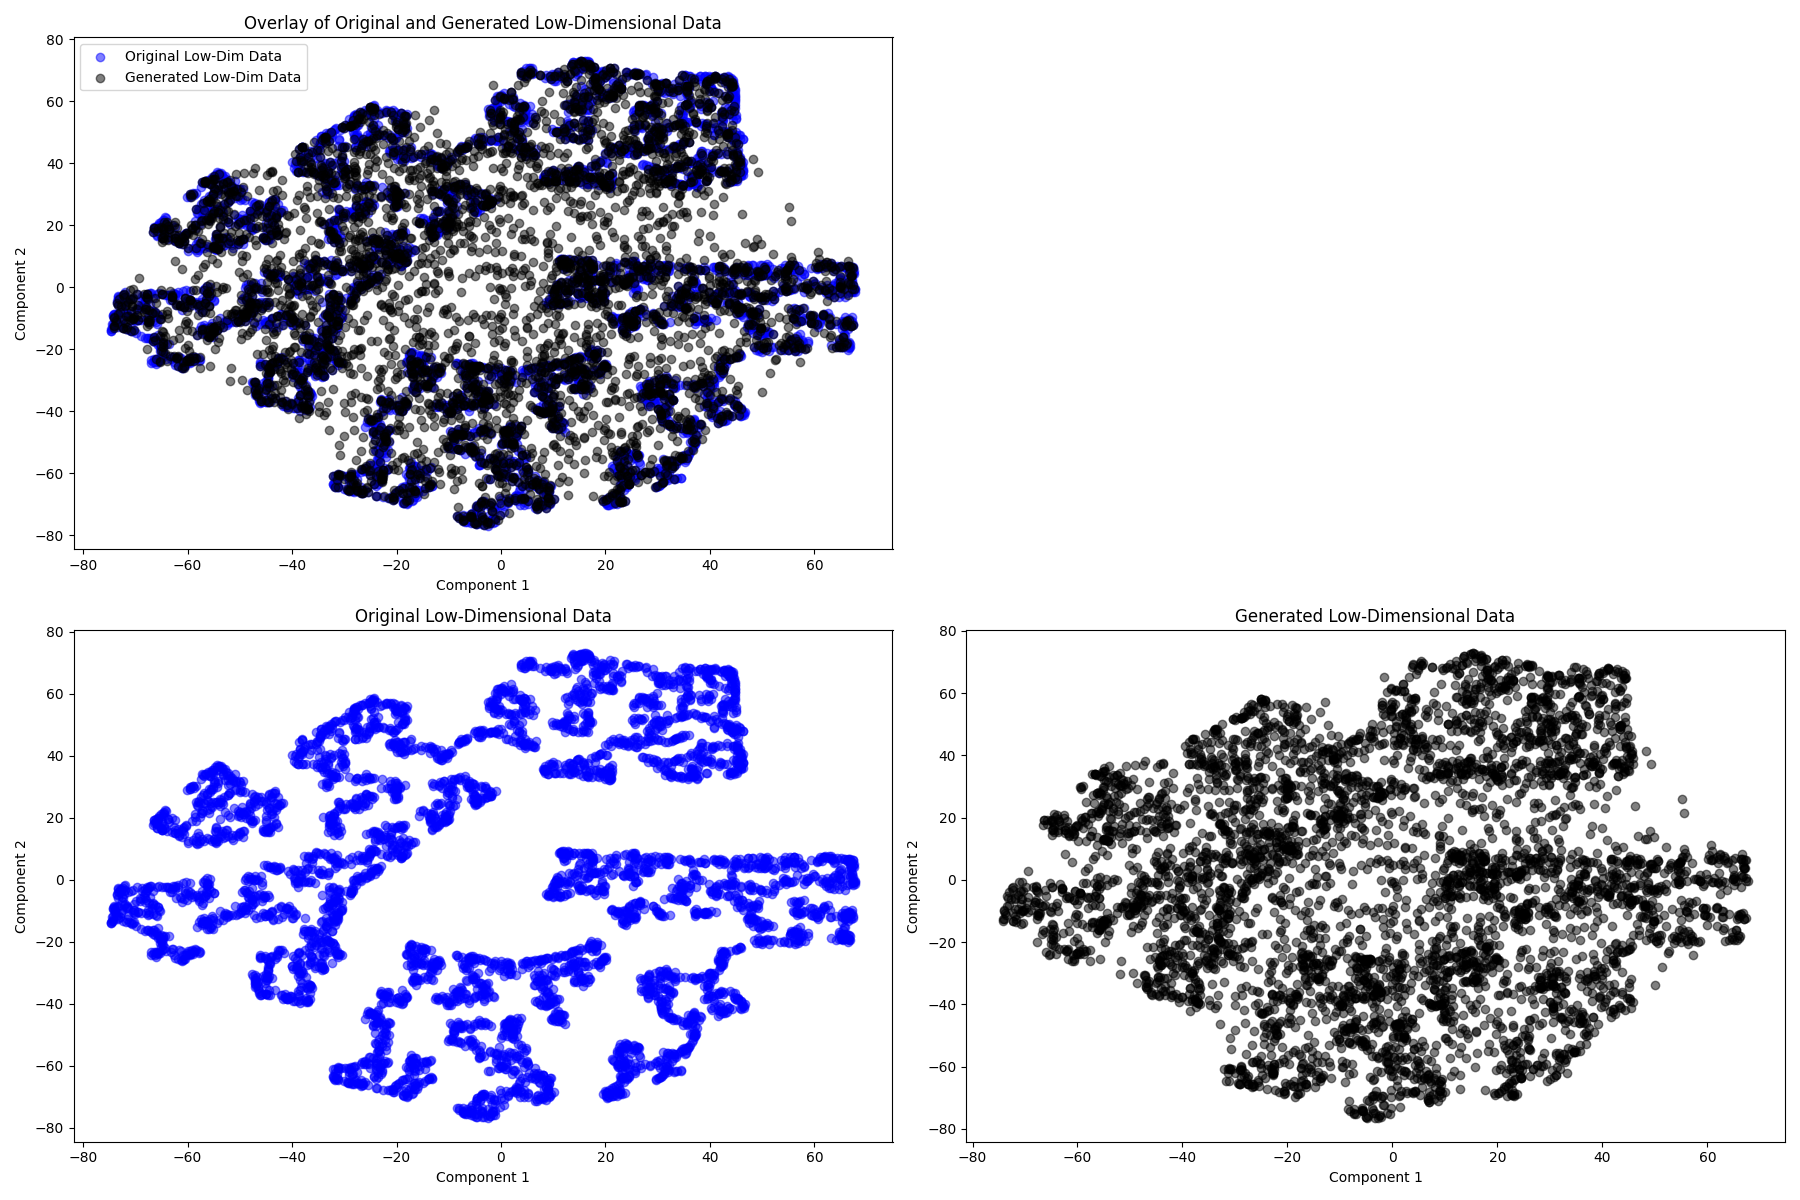 Overlay of Original and Generated Low-Dimensional Data
Original Low-Dim Data
Generated Low-Dim Data
80
60
40
20
0
−20
−40
−60
−80
Component 2
−80 −60 −40 −20 0 20 40 60
Component 1
Original Low-Dimensional Data
80
60
40
20
0
−20
−40
−60
−80
Component 2
−80 −60 −40 −20 0 20 40 60
Component 1
Generated Low-Dimensional Data
80
60
40
20
0
−20
−40
−60
−80
Component 2
−80 −60 −40 −20 0 20 40 60
Component 1